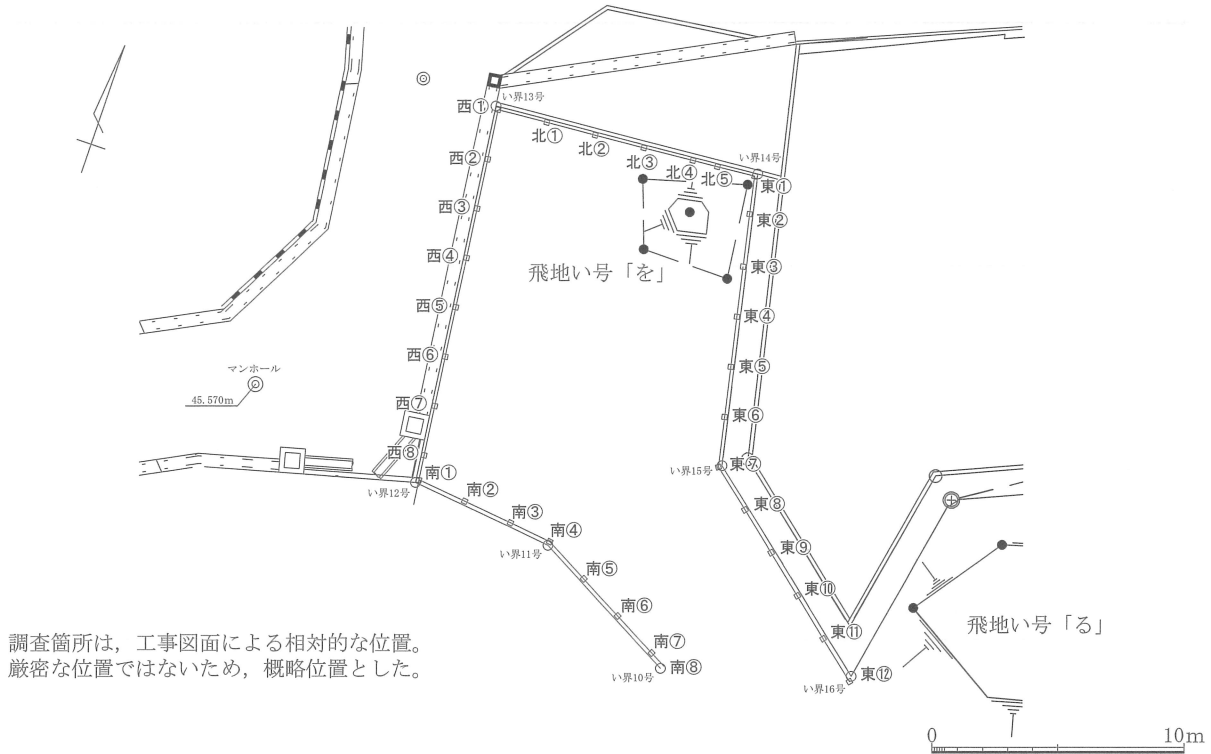 い界13号
西①
北①
北②
い界14号
西②
北③
北④
北⑤
東①
西③
東②
西④
飛地い号「を」
東③
西⑤
東④
西⑥
マンホール
東⑤
45.570m
西⑦
東⑥
西⑧
南①
い界15号
東⑦
い界12号
南②
東⑧
南③
南④
い界11号
東⑨
南⑤
東⑩
南⑥
東⑪
飛地い号「る」
調査箇所は，工事図面による相対的な位置。
厳密な位置ではないため，概略位置とした。
南⑦
南⑧
い界10号
東⑫
い界16号
0
10m